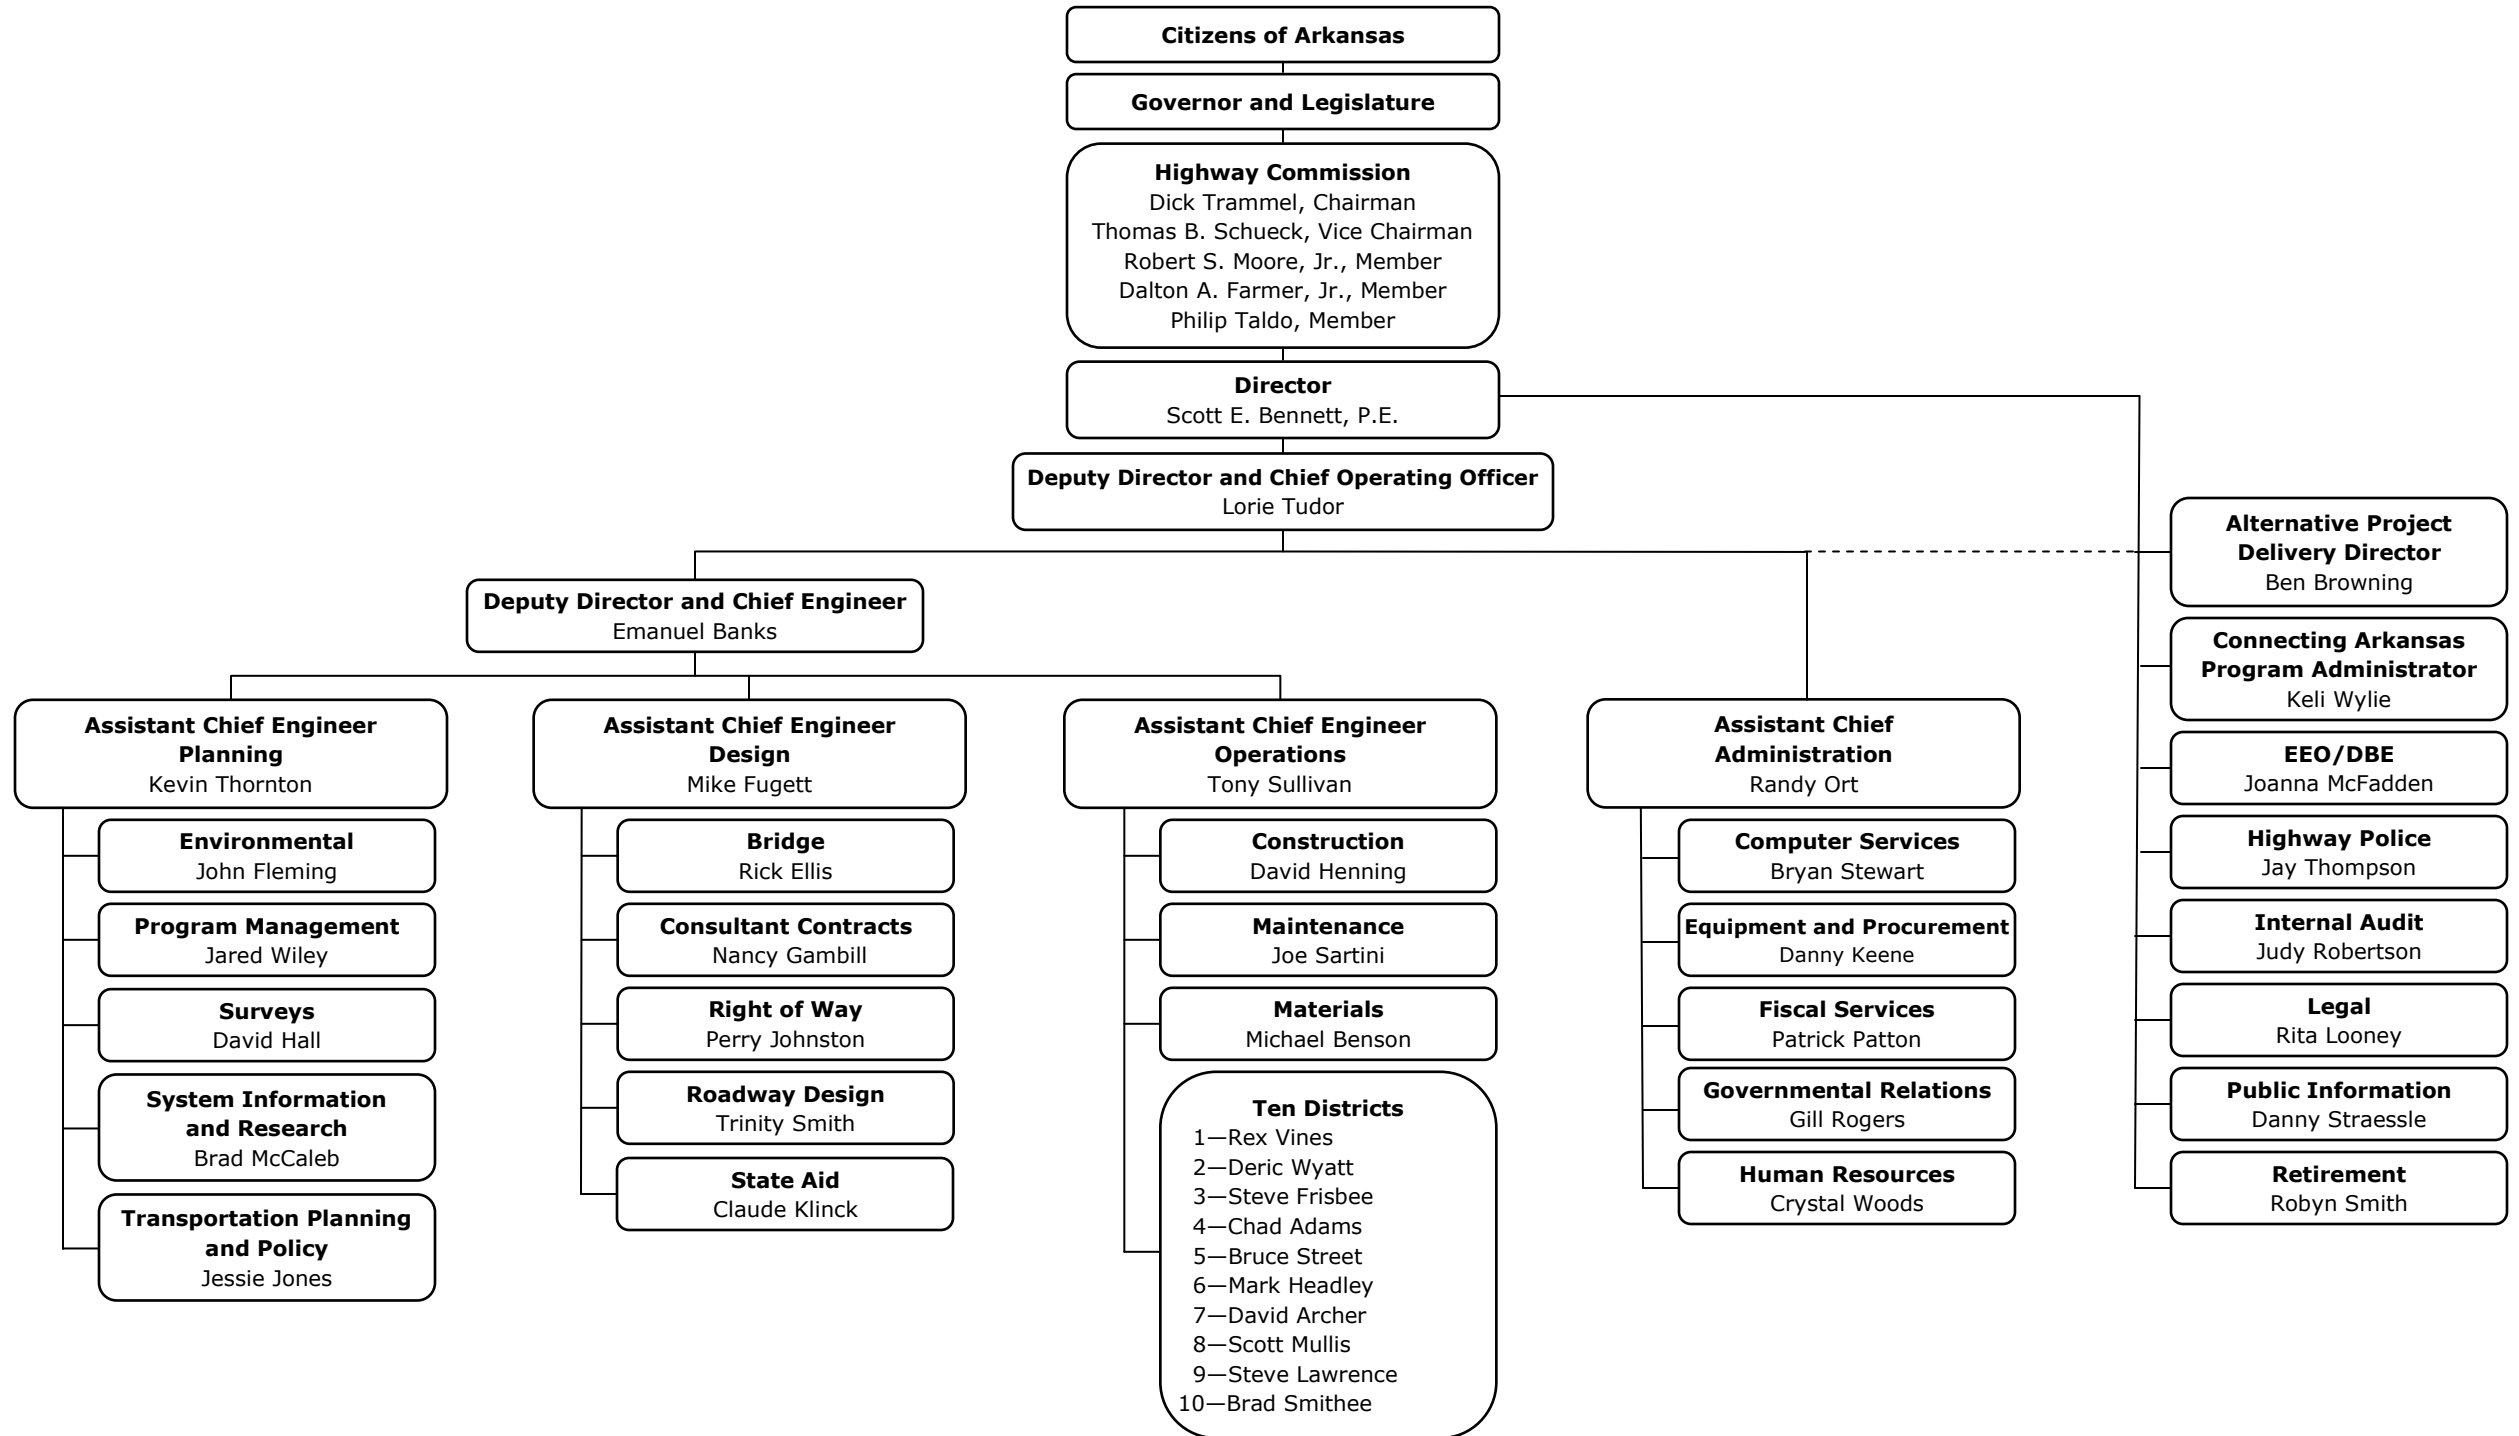 Citizens of Arkansas
Governor and Legislature
Highway Commission
Dick Trammel, Chairman
Thomas B. Schueck, Vice Chairman
Robert S. Moore, Jr., Member
Dalton A. Farmer, Jr., Member
Philip Taldo, Member
Director
Scott E. Bennett, P.E.
Deputy Director and Chief Operating Officer
Lorie Tudor
Deputy Director and Chief Engineer
Emanuel Banks
Assistant Chief Engineer
Planning
Kevin Thornton
Environmental
John Fleming
Program Management
Jared Wiley
Surveys
David Hall
System Information
and Research
Brad McCaleb
Transportation Planning
and Policy
Jessie Jones
Assistant Chief Engineer
Design
Mike Fugett
Bridge
Rick Ellis
Consultant Contracts
Nancy Gambill
Right of Way
Perry Johnston
Roadway Design
Trinity Smith
State Aid
Claude Klinck
Assistant Chief Engineer
Operations
Tony Sullivan
Construction
David Henning
Maintenance
Joe Sartini
Materials
Michael Benson
Ten Districts
1—Rex Vines
2—Deric Wyatt
3—Steve Frisbee
4—Chad Adams
5—Bruce Street
6—Mark Headley
7—David Archer
8—Scott Mullis
9—Steve Lawrence
10—Brad Smithee
Assistant Chief
Administration
Randy Ort
Computer Services
Bryan Stewart
Equipment and Procurement
Danny Keene
Fiscal Services
Patrick Patton
Governmental Relations
Gill Rogers
Human Resources
Crystal Woods
Alternative Project
Delivery Director
Ben Browning
Connecting Arkansas
Program Administrator
Keli Wylie
EEO/DBE
Joanna McFadden
Highway Police
Jay Thompson
Internal Audit
Judy Robertson
Legal
Rita Looney
Public Information
Danny Straessle
Retirement
Robyn Smith